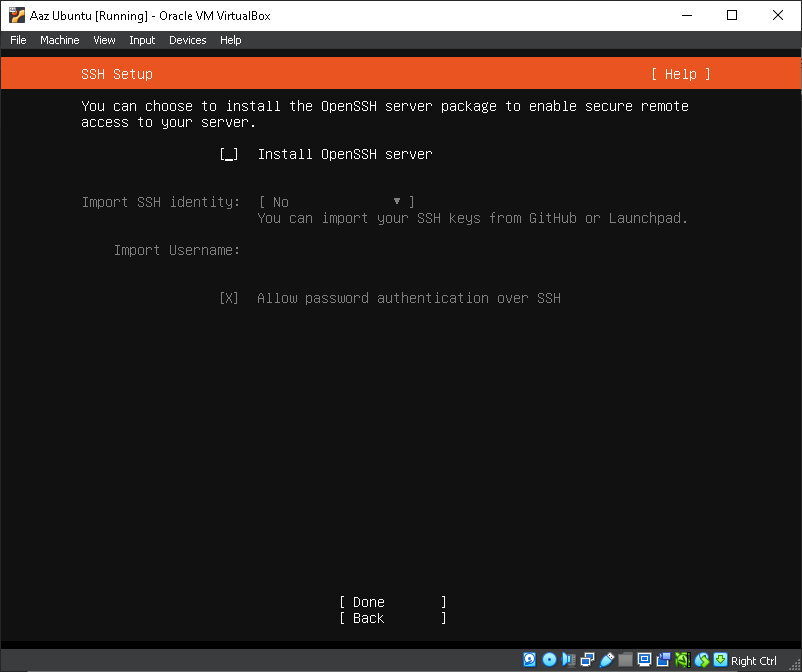 Aaz Ubuntu [Running] - Oracle VM VirtualBox
File Machine View Input Devices Help
SSH Setup [ Help ]
You can choose to install the OpenSSH server package to enable secure remote
access to your server.
[_] Install OpenSSH server
Import SSH identity: [ No ▾ ]
You can import your SSH keys from GitHub or Launchpad.
Import Username:
[X] Allow password authentication over SSH
[ Done ]
[ Back ]
Right Ctrl